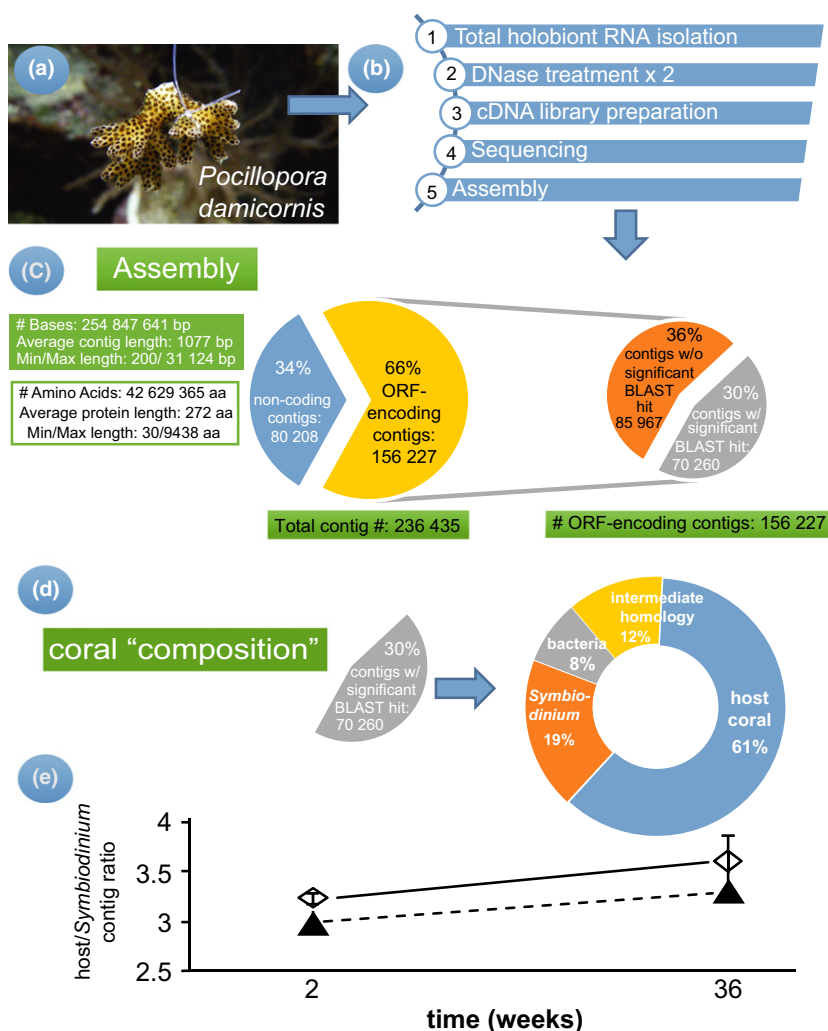 (a)
Pocillopora
damicornis
(b)
1 Total holobiont RNA isolation
2 DNase treatment x 2
3 cDNA library preparation
4 Sequencing
5 Assembly
(C)
Assembly
# Bases: 254 847 641 bp
Average contig length: 1077 bp
Min/Max length: 200/ 31 124 bp
# Amino Acids: 42 629 365 aa
Average protein length: 272 aa
Min/Max length: 30/9438 aa
34%
non-coding
contigs:
80 208
66%
ORF-
encoding
contigs:
156 227
36%
contigs w/o
significant
BLAST
hit
85 967
30%
contigs w/
significant
BLAST hit:
70 260
Total contig #: 236 435
# ORF-encoding contigs: 156 227
(d)
coral “composition”
30%
contigs w/
significant
BLAST hit:
70 260
intermediate
homology
12%
bacteria
8%
Symbio-
dinium
19%
host
coral
61%
(e)
host/Symbiodinium
contig ratio
4
3.5
3
2.5
2
36
time (weeks)